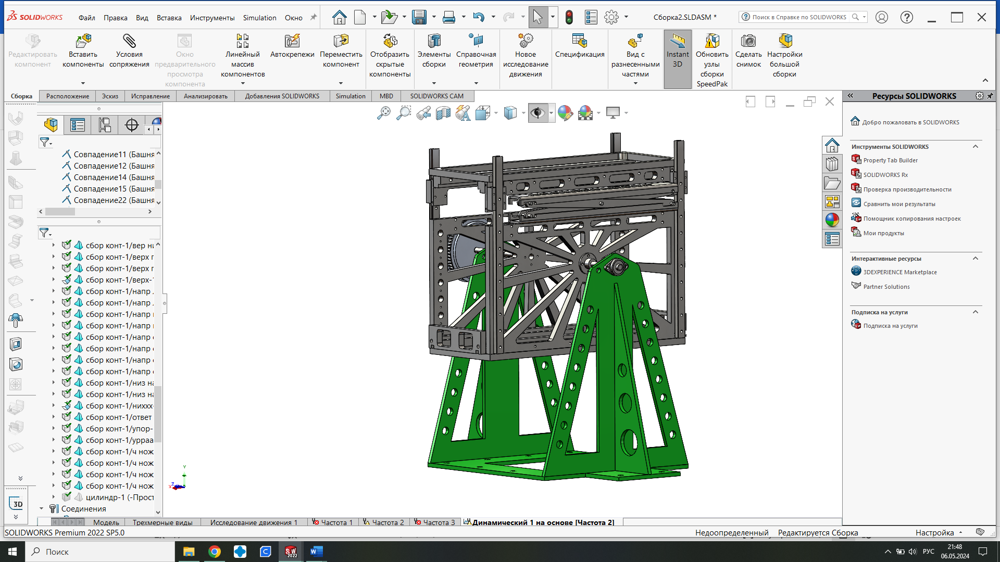 SOLIDWORKS
Файл Правка Вид Вставка Инструменты Simulation Окно
Сборка2.SLDASM *
Поиск в Справке по SOLIDWORKS
Редактировать компонент
Вставить компоненты
Условия сопряжения
Окно предварительного просмотра компонента
Линейный массив компонентов
Автокрепежи
Переместить компонент
Отобразить скрытые компоненты
Элементы сборки
Справочная геометрия
Новое исследование движения
Спецификация
Вид с разнесенными частями
Instant 3D
Обновить узлы сборки SpeedPak
Сделать снимок
Настройки большой сборки
Сборка Расположение Эскиз Исправление Анализировать Добавления SOLIDWORKS Simulation MBD SOLIDWORKS CAM
Совпадение11 (Башня
Совпадение12 (Башня
Совпадение14 (Башня
Совпадение15 (Башня
Совпадение22 (Башня
сбор конт-1/вер ни
сбор конт-1/верх г
сбор конт-1/верх г
сбор конт-1/верх-
сбор конт-1/напр
сбор конт-1/напр
сбор конт-1/напр
сбор конт-1/напр
сбор конт-1/напр
сбор конт-1/напр
сбор конт-1/напр
сбор конт-1/напр
сбор конт-1/низ на
сбор конт-1/низ на
сбор конт-1/ниххх-
сбор конт-1/ответ
сбор конт-1/упор-
сбор конт-1/урраа
сбор конт-1/ч нож
сбор конт-1/ч нож
сбор конт-1/ч нож
сбор конт-1/ч нож
цилиндр-1 (-Прост
Соединения
3D
Y
X
Z
Модель Трехмерные виды Исследование движения 1 Частота 1 Частота 2 Частота 3 Динамический 1 на основе [Частота 2]
Ресурсы SOLIDWORKS
Добро пожаловать в SOLIDWORKS
Инструменты SOLIDWORKS
Property Tab Builder
SOLIDWORKS Rx
Проверка производительности
Сравнить мои результаты
Помощник копирования настроек
Мои продукты
Интерактивные ресурсы
3DEXPERIENCE Marketplace
Partner Solutions
Подписка на услуги
Подписка на услуги
SOLIDWORKS Premium 2022 SP5.0
Недоопределенный Редактируется Сборка Настройка
Поиск
РУС
21:48
06.05.2024